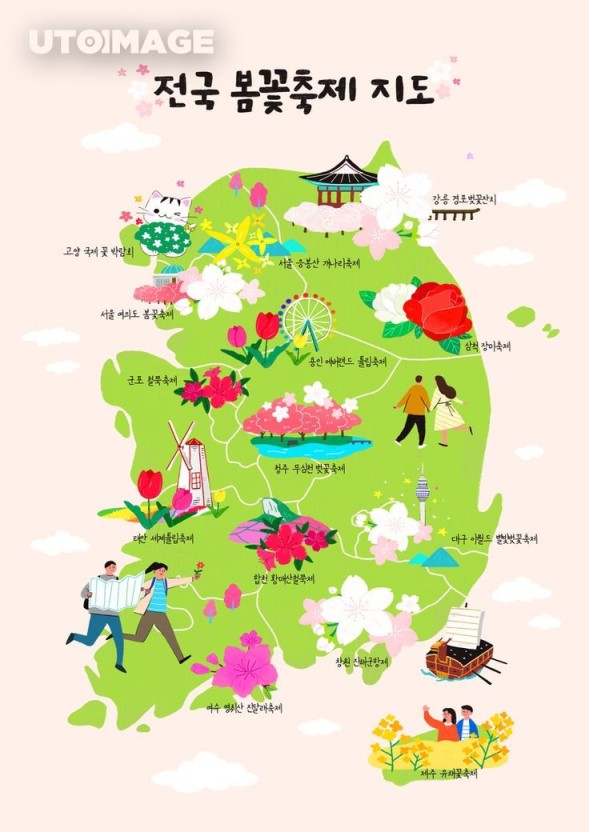 UTOIMAGE
전국 봄꽃축제 지도
강릉 경포벚꽃잔치
고양 국제 꽃 박람회
서울 응봉산 개나리축제
서울 여의도 봄꽃축제
삼척 장미축제
용인 에버랜드 튤립축제
군포 철쭉축제
청주 무심천 벚꽃축제
태안 세계튤립축제
대구 이월드 별빛벚꽃축제
합천 황매산철쭉제
창원 진해군항제
여수 영취산 진달래축제
제주 유채꽃축제